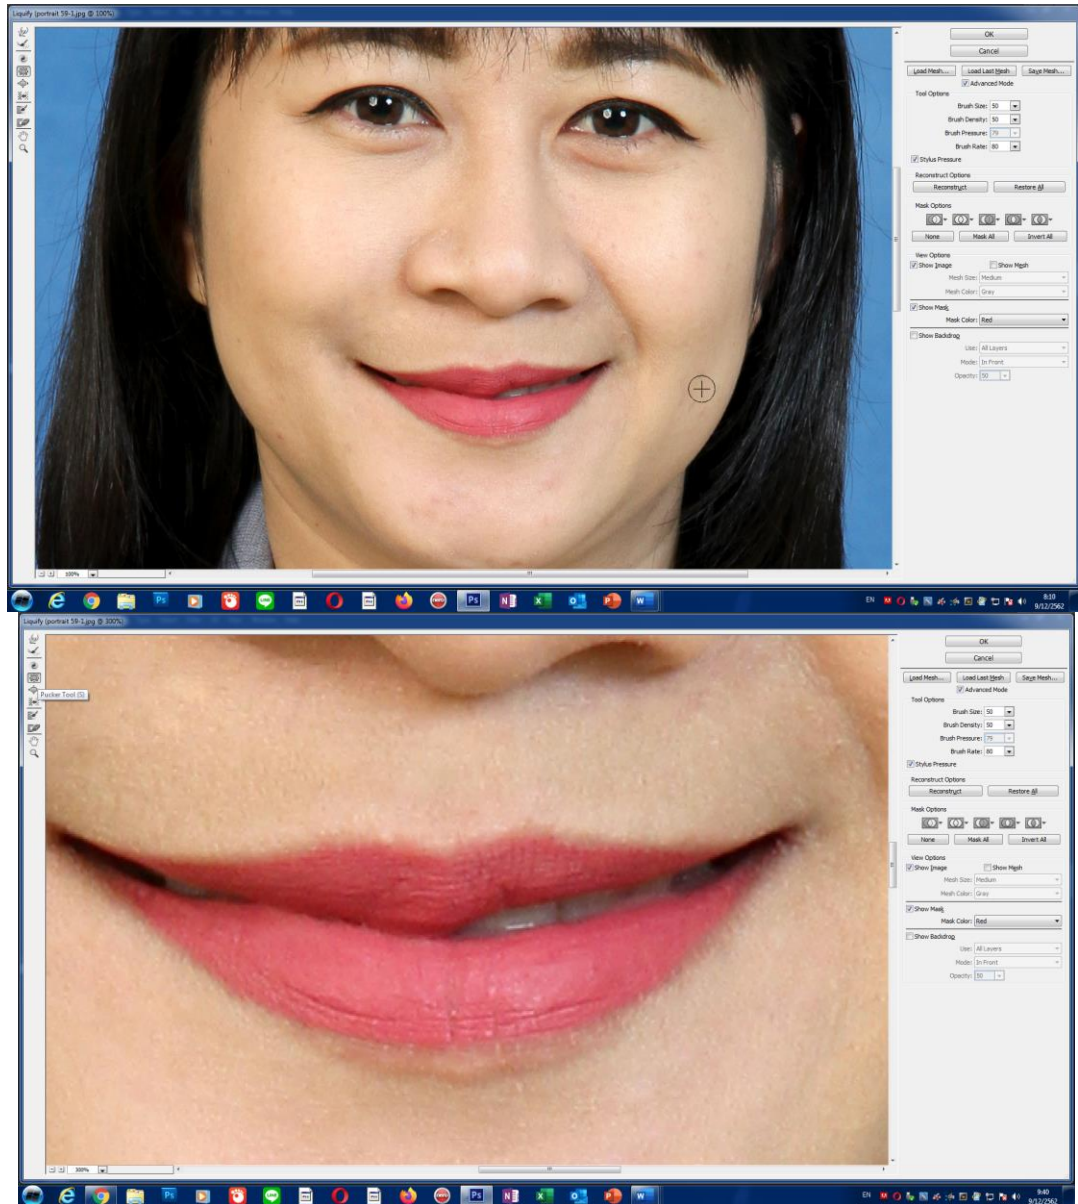 Liquify (portrait 59-1.jpg @ 100%)
OK
Cancel
Load Mesh... Load Last Mesh Save Mesh...
Advanced Mode
Tool Options
Brush Size: 50
Brush Density: 50
Brush Pressure: 79
Brush Rate: 80
Stylus Pressure
Reconstruct Options
Reconstruct Restore All
Mask Options
None Mask All Invert All
View Options
Show Image Show Mesh
Mesh Size: Medium
Mesh Color: Gray
Show Mask
Mask Color: Red
Show Backdrop
Use: All Layers
Mode: In Front
Opacity: 50
100%
Ps LINE nero Ps N X W
EN 8:10
9/12/2562
Liquify (portrait 59-1.jpg @ 300%)
Pucker Tool (S)
OK
Cancel
Load Mesh... Load Last Mesh Save Mesh...
Advanced Mode
Tool Options
Brush Size: 50
Brush Density: 50
Brush Pressure: 79
Brush Rate: 80
Stylus Pressure
Reconstruct Options
Reconstruct Restore All
Mask Options
None Mask All Invert All
View Options
Show Image Show Mesh
Mesh Size: Medium
Mesh Color: Gray
Show Mask
Mask Color: Red
Show Backdrop
Use: All Layers
Mode: In Front
Opacity: 50
300%
Ps LINE nero Ps N X W
EN 9:40
9/12/2562